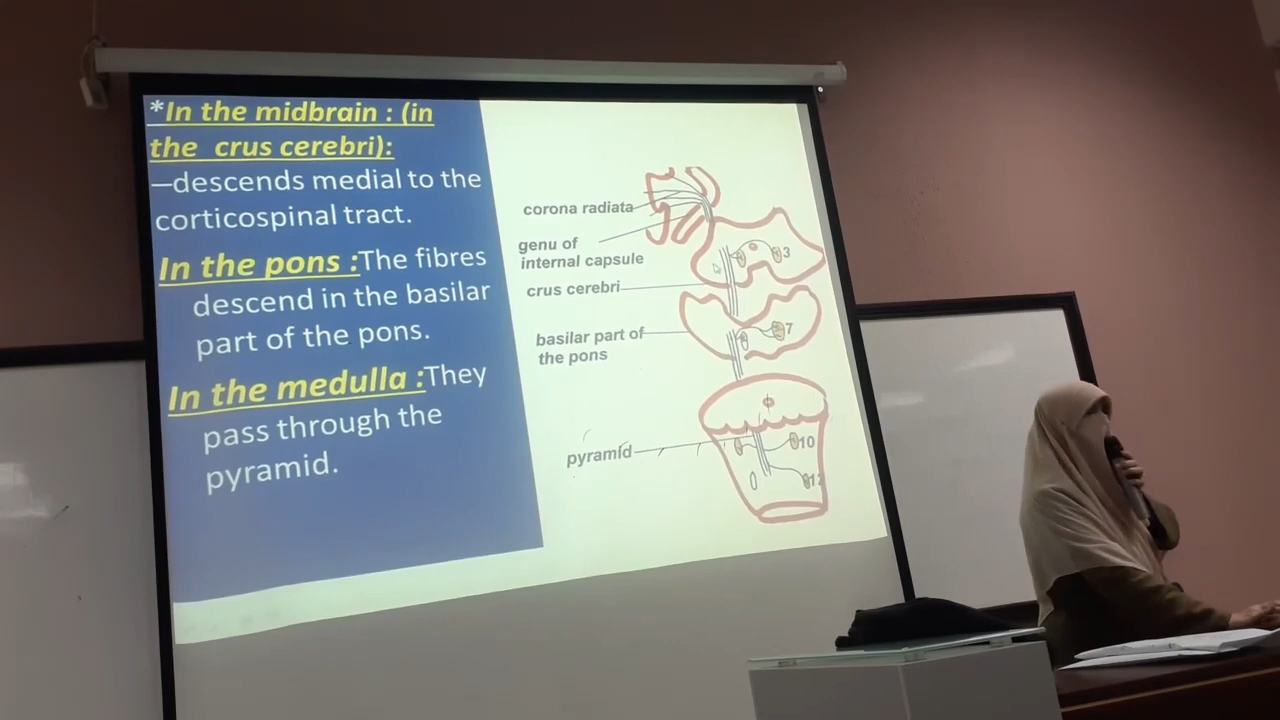 *In the midbrain : (in
the crus cerebri):
—descends medial to the
corticospinal tract.
In the pons :The fibres
descend in the basilar
part of the pons.
In the medulla :They
pass through the
pyramid.
corona radiata
genu of
internal capsule
3
crus cerebri
basilar part of
the pons
7
pyramid
10